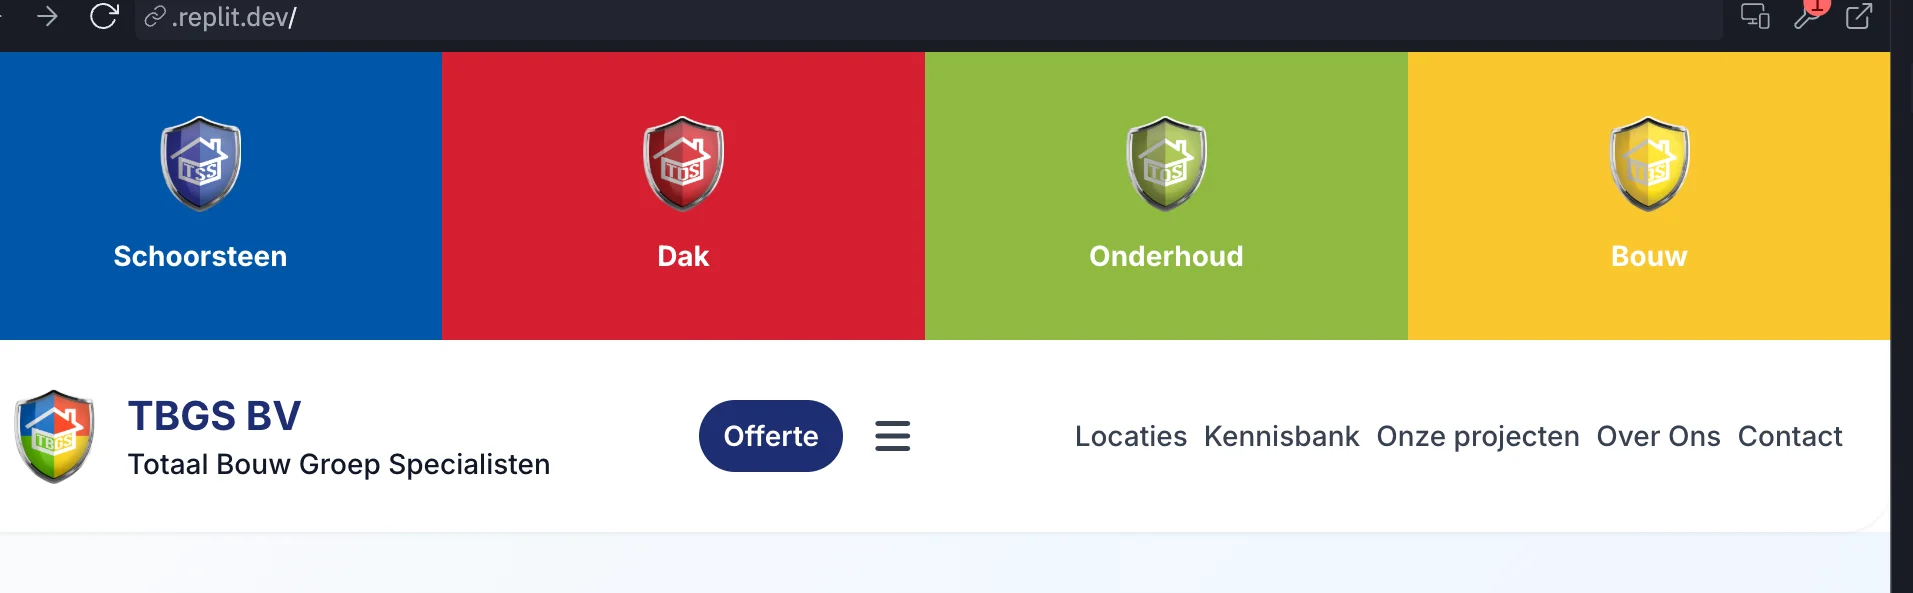 .replit.dev/
1
TSS
TDS
TOS
TBS
Schoorsteen
Dak
Onderhoud
Bouw
TBGS
TBGS BV
Totaal Bouw Groep Specialisten
Offerte
Locaties Kennisbank Onze projecten Over Ons Contact